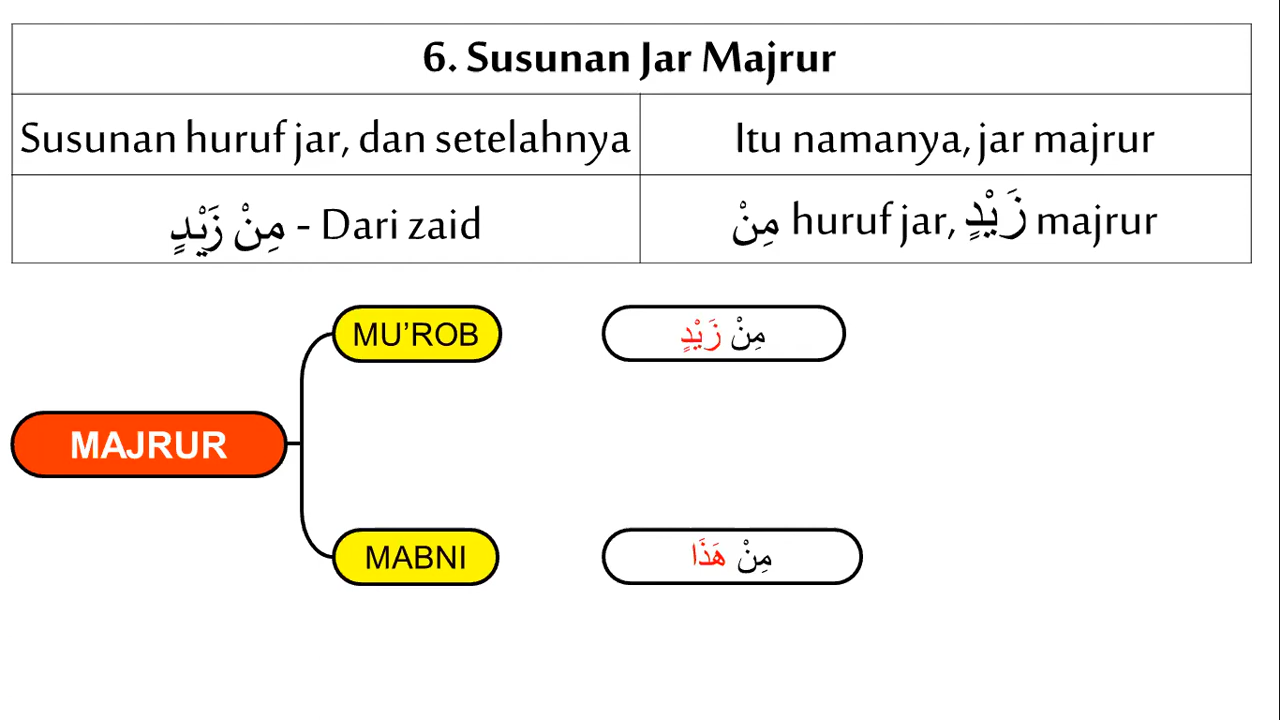 6. Susunan Jar Majrur
Susunan huruf jar, dan setelahnya
Itu namanya, jar majrur
مِنْ زَيْدٍ - Dari zaid
مِنْ huruf jar, زَيْدٍ majrur
MU’ROB
مِنْ زَيْدٍ
MAJRUR
MABNI
مِنْ هَذَا